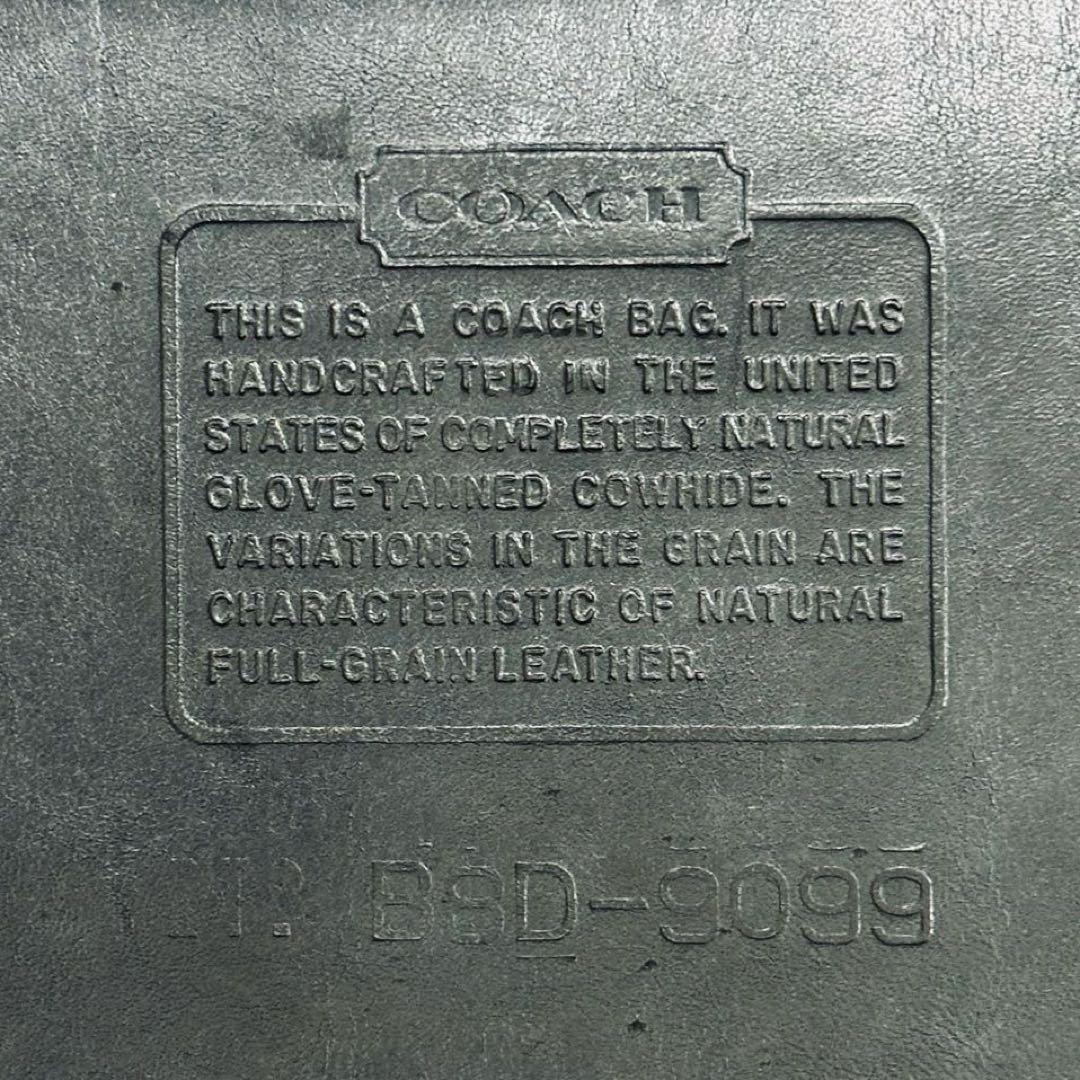 COACH
THIS IS A COACH BAG. IT WAS
HANDCRAFTED IN THE UNITED
STATES OF COMPLETELY NATURAL
GLOVE-TANNED COWHIDE. THE
VARIATIONS IN THE GRAIN ARE
CHARACTERISTIC OF NATURAL
FULL-GRAIN LEATHER.
B8D-9099